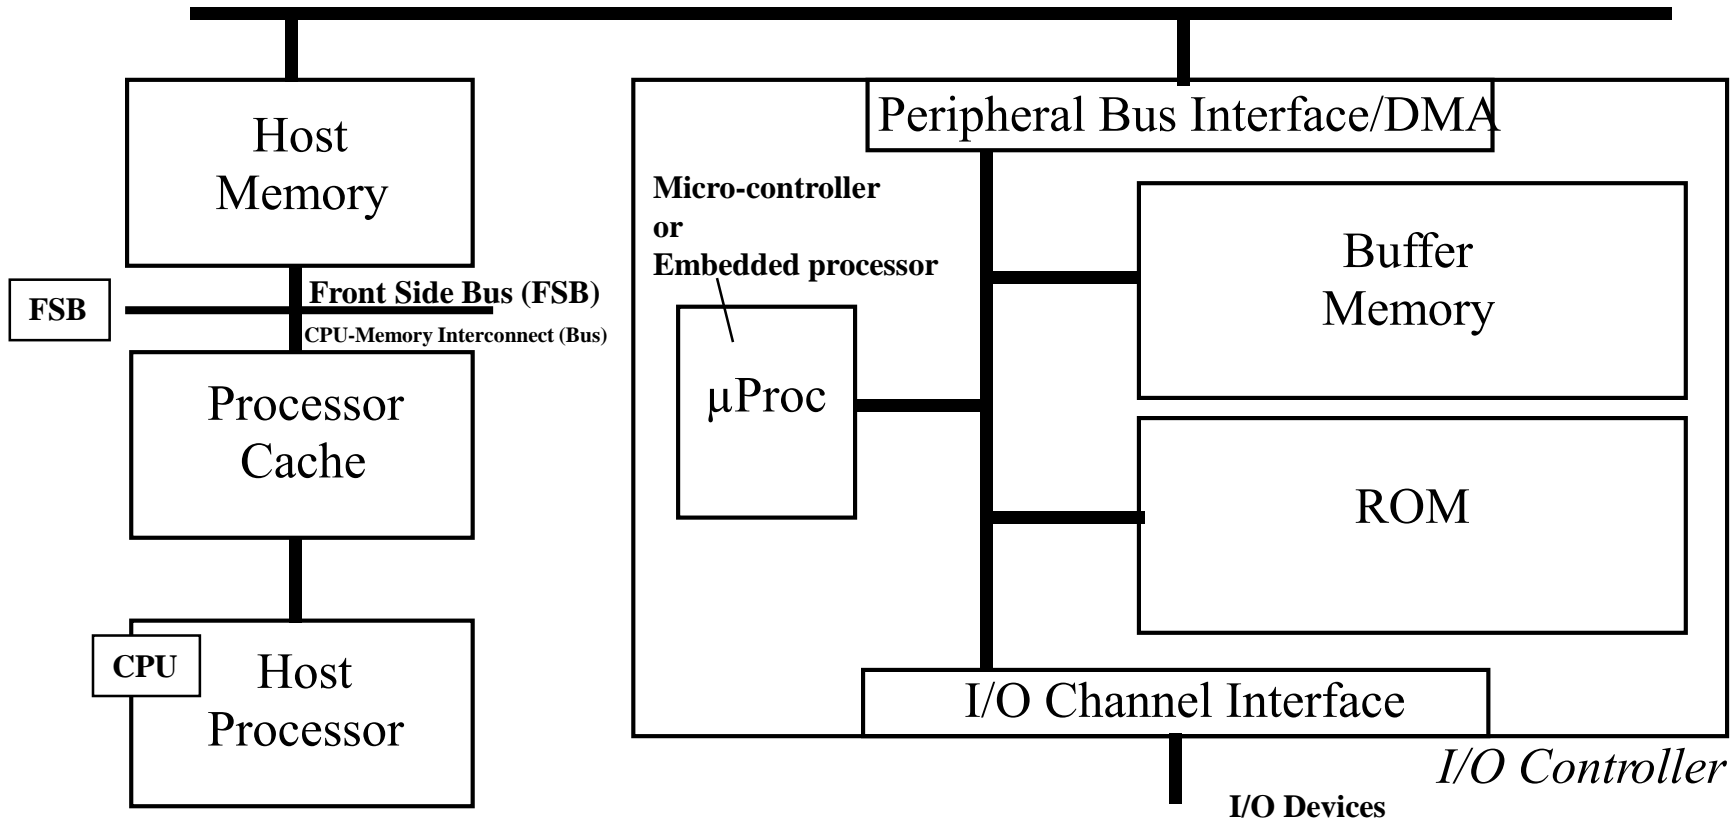 Host
Memory
FSB
Front Side Bus (FSB)
CPU-Memory Interconnect (Bus)
Processor
Cache
CPU
Host
Processor
Peripheral Bus Interface/DMA
Micro-controller
or
Embedded processor
µProc
Buffer
Memory
ROM
I/O Channel Interface
I/O Controller
I/O Devices